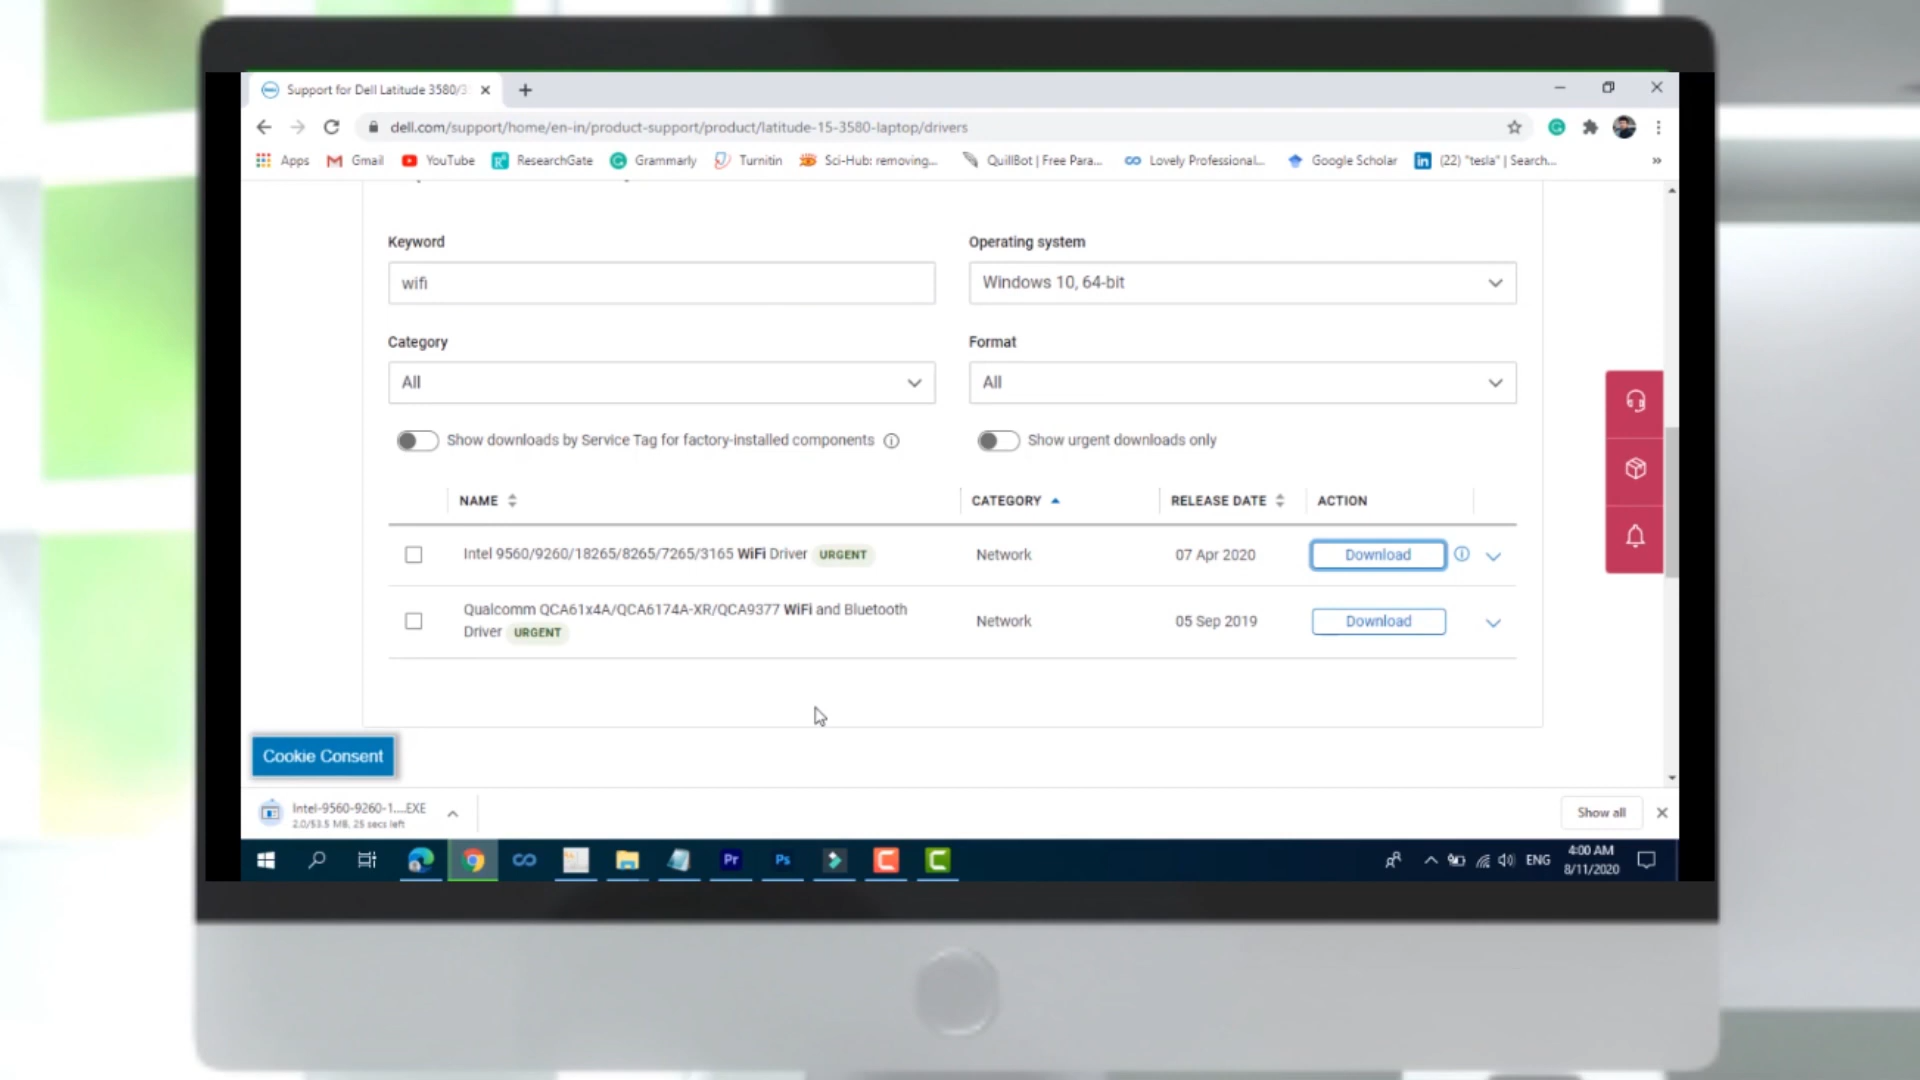 Support for Dell Latitude 3580/3
dell.com/support/home/en-in/product-support/product/latitude-15-3580-laptop/drivers
Apps Gmail YouTube ResearchGate Grammarly Turnitin Sci-Hub: removing... QuillBot | Free Para... Lovely Professional... Google Scholar (22) "tesla" | Search... »
Keyword Operating system
wifi Windows 10, 64-bit
Category Format
All All
Show downloads by Service Tag for factory-installed components Show urgent downloads only
NAME CATEGORY RELEASE DATE ACTION
Intel 9560/9260/18265/8265/7265/3165 WiFi Driver URGENT Network 07 Apr 2020 Download
Qualcomm QCA61x4A/QCA6174A-XR/QCA9377 WiFi and Bluetooth
Driver URGENT Network 05 Sep 2019 Download
Cookie Consent
Intel-9560-9260-1....EXE
2.0/53.5 MB, 25 secs left
Show all
Pr Ps ENG
4:00 AM
8/11/2020